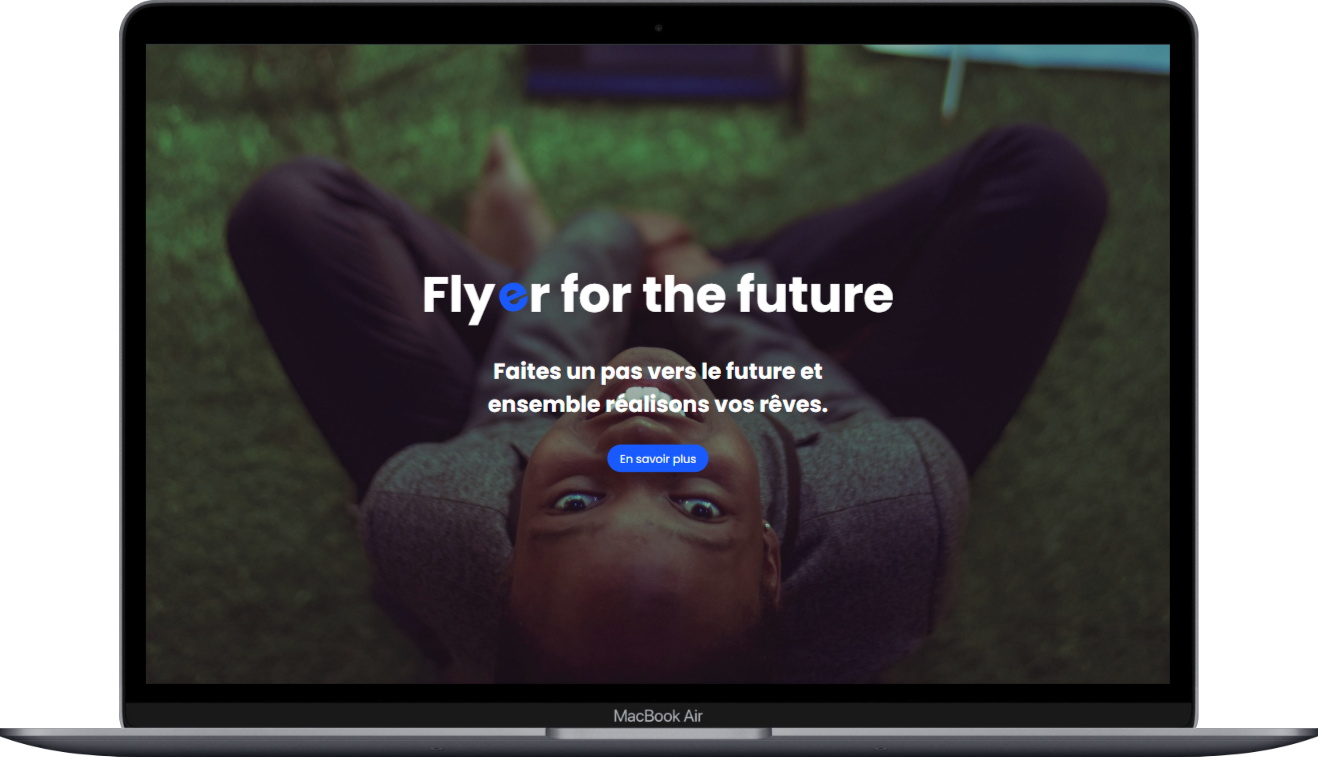 Flyer for the future
Faites un pas vers le future et
ensemble réalisons vos rêves.
En savoir plus
MacBook Air